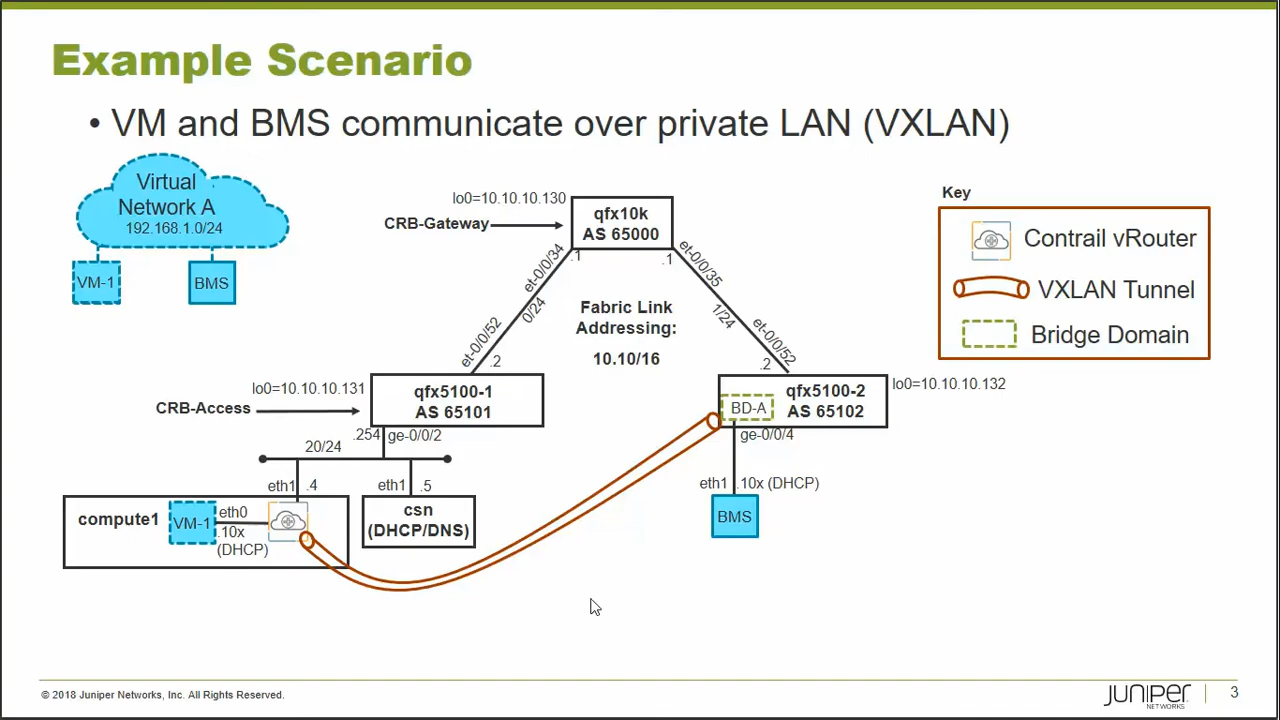 Example Scenario
• VM and BMS communicate over private LAN (VXLAN)
Virtual
Network A
192.168.1.0/24
VM-1
BMS
lo0=10.10.10.130
CRB-Gateway
qfx10k
AS 65000
.1
.1
et-0/0/34
et-0/0/35
0/24
1/24
et-0/0/52
et-0/0/52
.2
.2
Fabric Link
Addressing:
10.10/16
Key
Contrail vRouter
VXLAN Tunnel
Bridge Domain
lo0=10.10.10.131
CRB-Access
qfx5100-1
AS 65101
.254
ge-0/0/2
20/24
eth1
.4
eth1
.5
compute1
VM-1
eth0
.10x
(DHCP)
csn
(DHCP/DNS)
BD-A
qfx5100-2
AS 65102
lo0=10.10.10.132
ge-0/0/4
eth1
.10x (DHCP)
BMS
© 2018 Juniper Networks, Inc. All Rights Reserved.
JUNIPER
NETWORKS
3